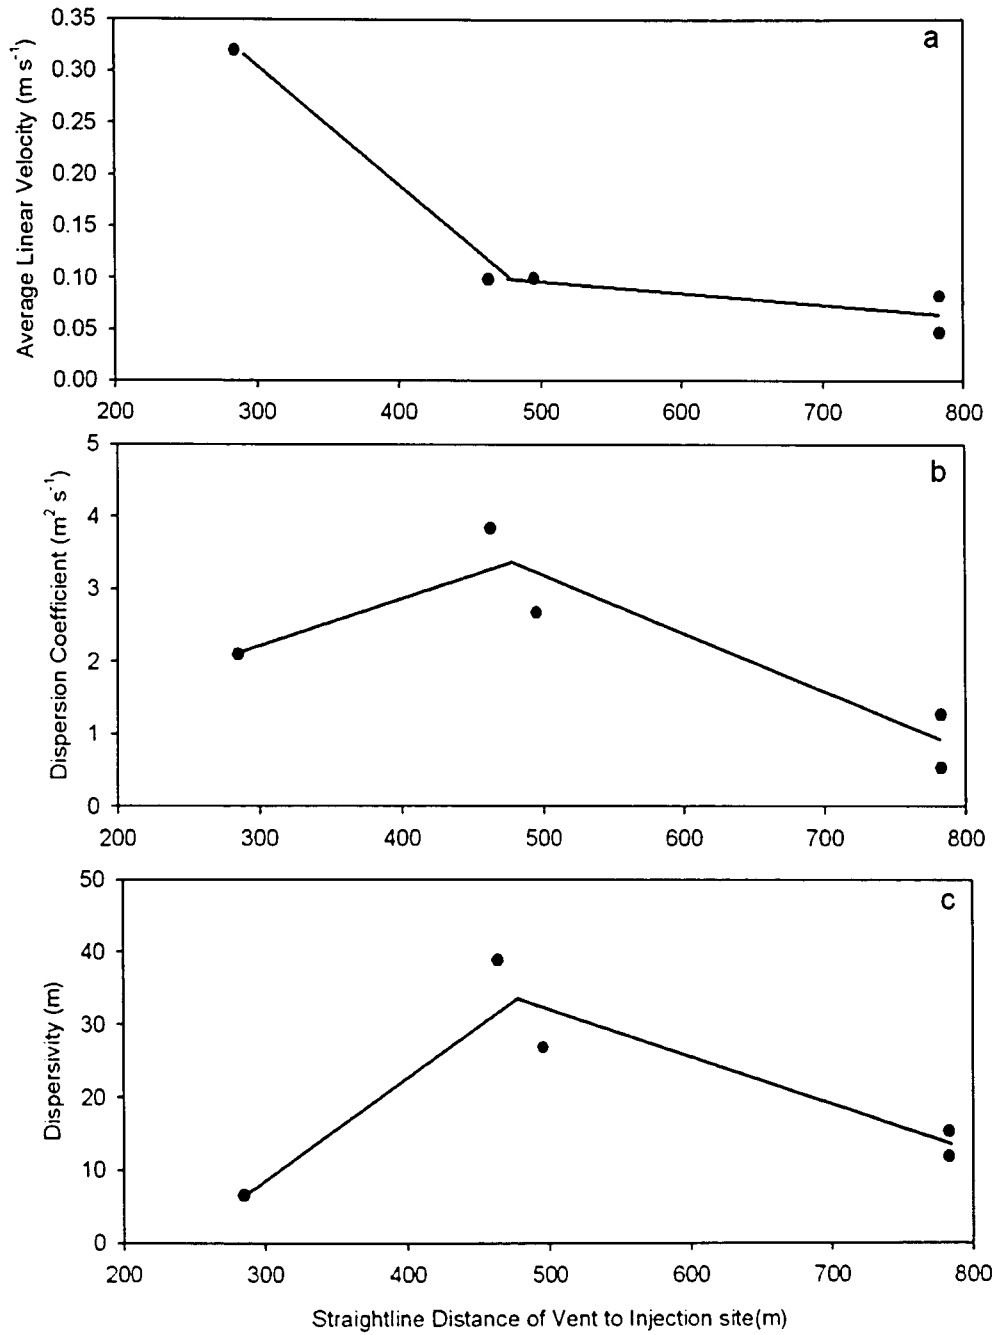 a
Average Linear Velocity (m s⁻¹)
0.35
0.30
0.25
0.20
0.15
0.10
0.05
0.00
200 300 400 500 600 700 800
b
Dispersion Coefficient (m² s⁻¹)
5
4
3
2
1
0
200 300 400 500 600 700 800
c
Dispersivity (m)
50
40
30
20
10
0
200 300 400 500 600 700 800
Straightline Distance of Vent to Injection site(m)